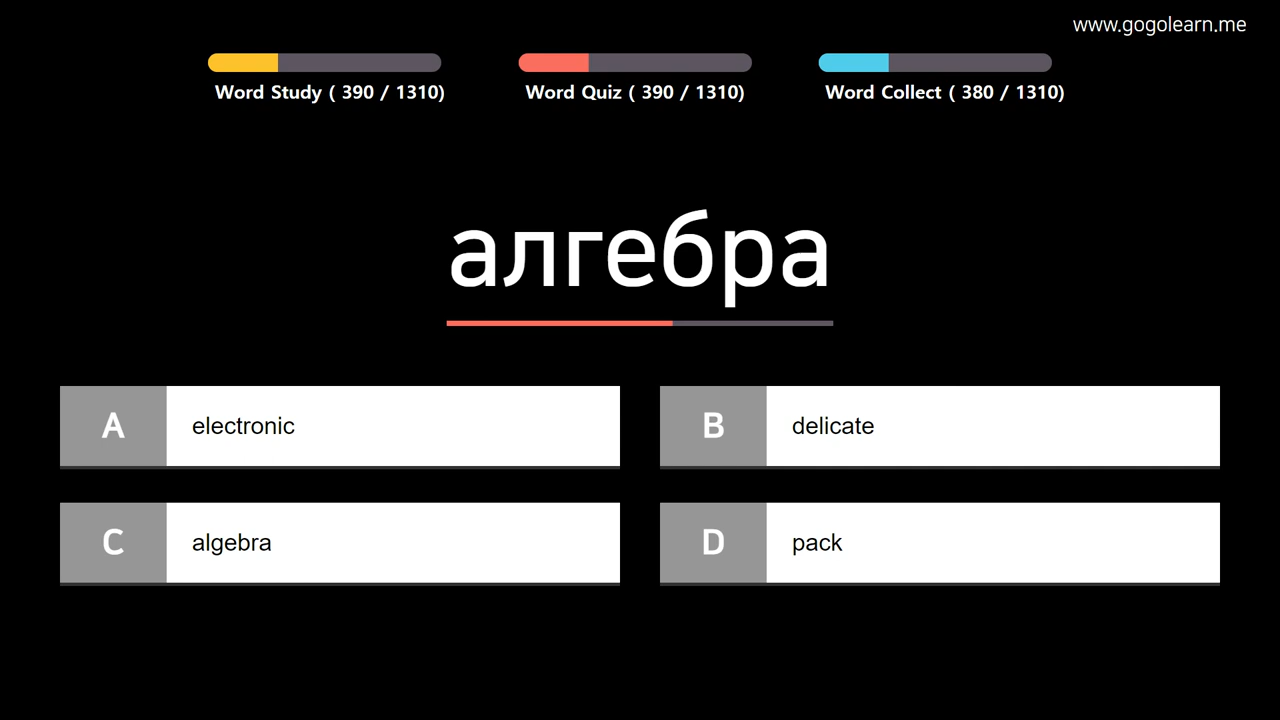 www.gogolearn.me
Word Study ( 390 / 1310)
Word Quiz ( 390 / 1310)
Word Collect ( 380 / 1310)
алгебра
A electronic
B delicate
C algebra
D pack